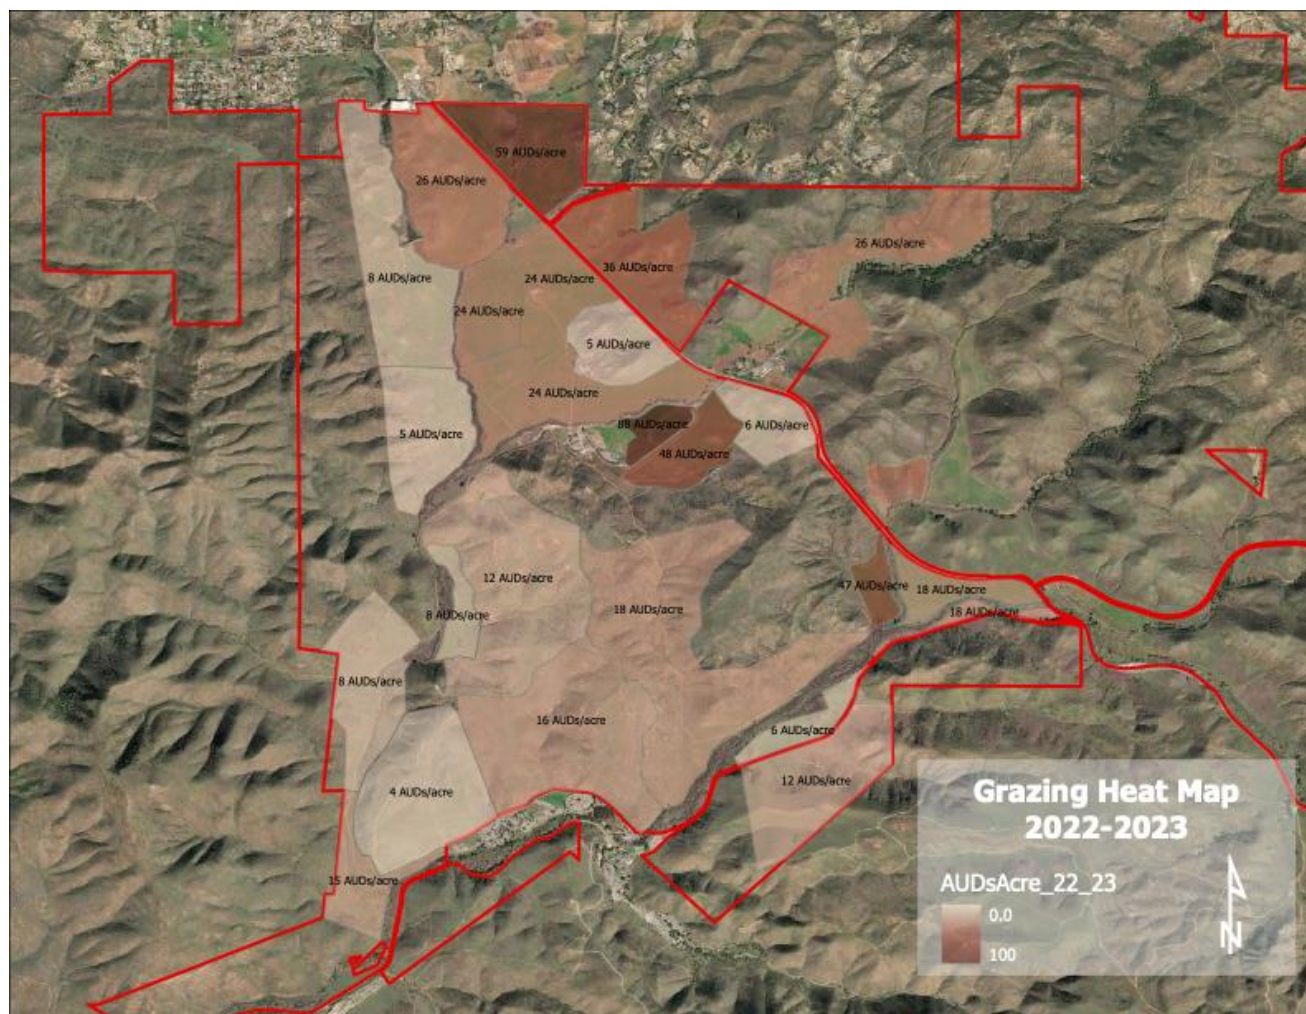 59 AUDs/acre
26 AUDs/acre
26 AUDs/acre
36 AUDs/acre
8 AUDs/acre
24 AUDs/acre
24 AUDs/acre
5 AUDs/acre
24 AUDs/acre
88 AUDs/acre
6 AUDs/acre
5 AUDs/acre
48 AUDs/acre
12 AUDs/acre
47 AUDs/acre
18 AUDs/acre
8 AUDs/acre
18 AUDs/acre
18 AUDs/acre
8 AUDs/acre
16 AUDs/acre
6 AUDs/acre
12 AUDs/acre
4 AUDs/acre
15 AUDs/acre
Grazing Heat Map
2022-2023
AUDsAcre_22_23
0.0
100
N